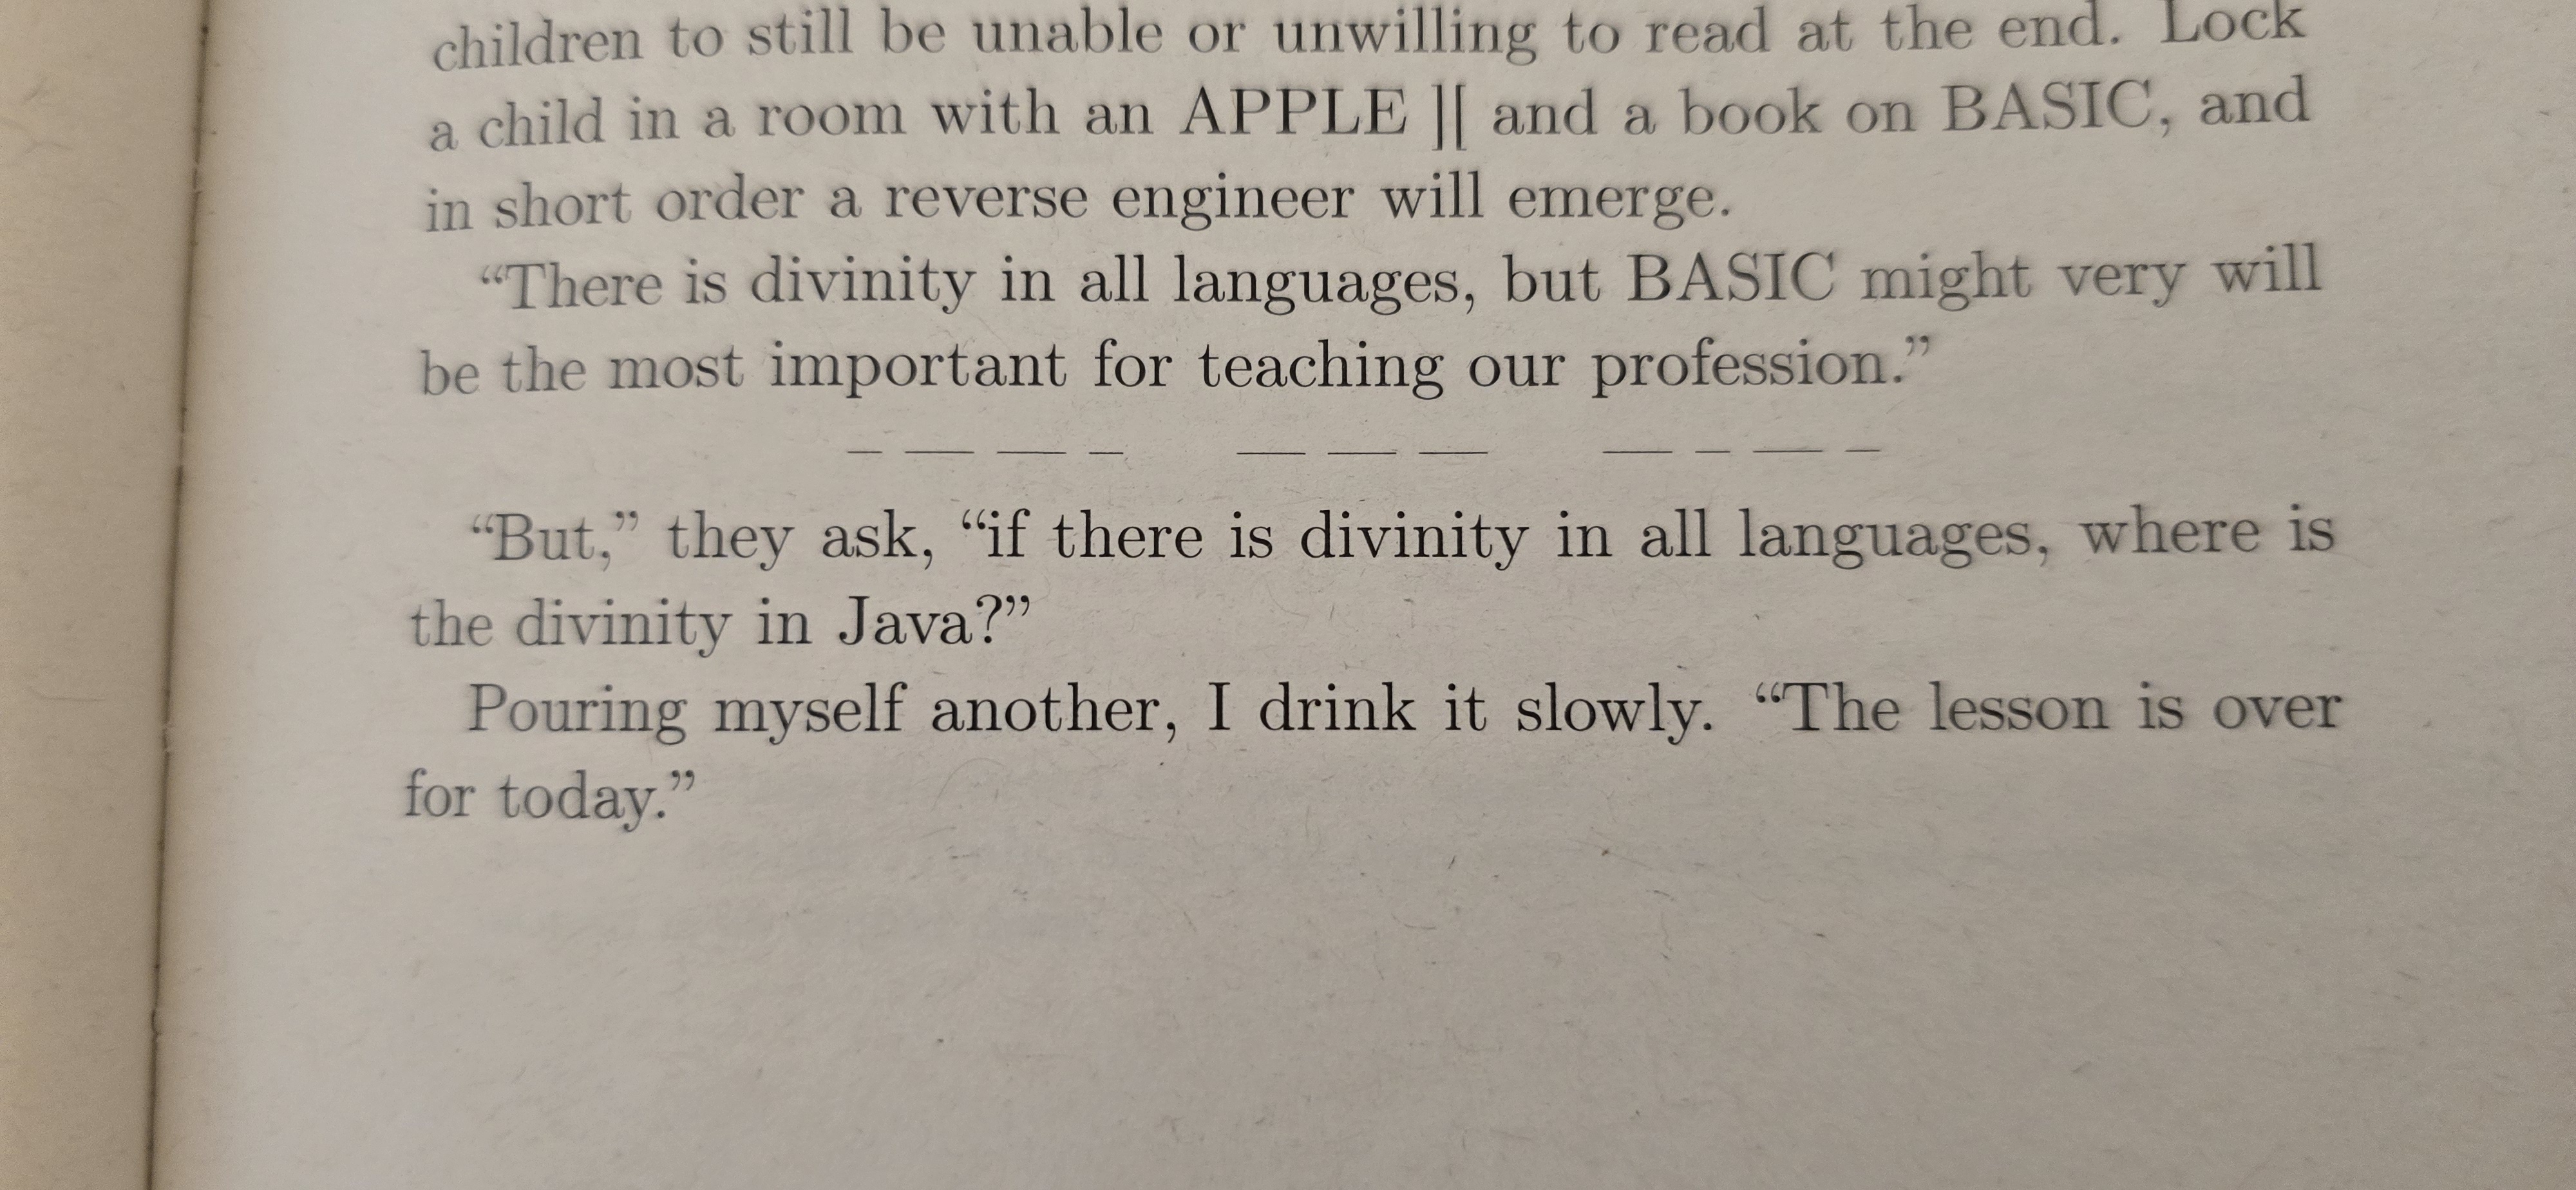 children to still be unable or unwilling to read at the end. Lock
a child in a room with an APPLE ][ and a book on BASIC, and
in short order a reverse engineer will emerge.
“There is divinity in all languages, but BASIC might very will
be the most important for teaching our profession.”
— —— —— —   —— —— ——   —— — —— —
“But,” they ask, “if there is divinity in all languages, where is
the divinity in Java?”
Pouring myself another, I drink it slowly. “The lesson is over
for today.”